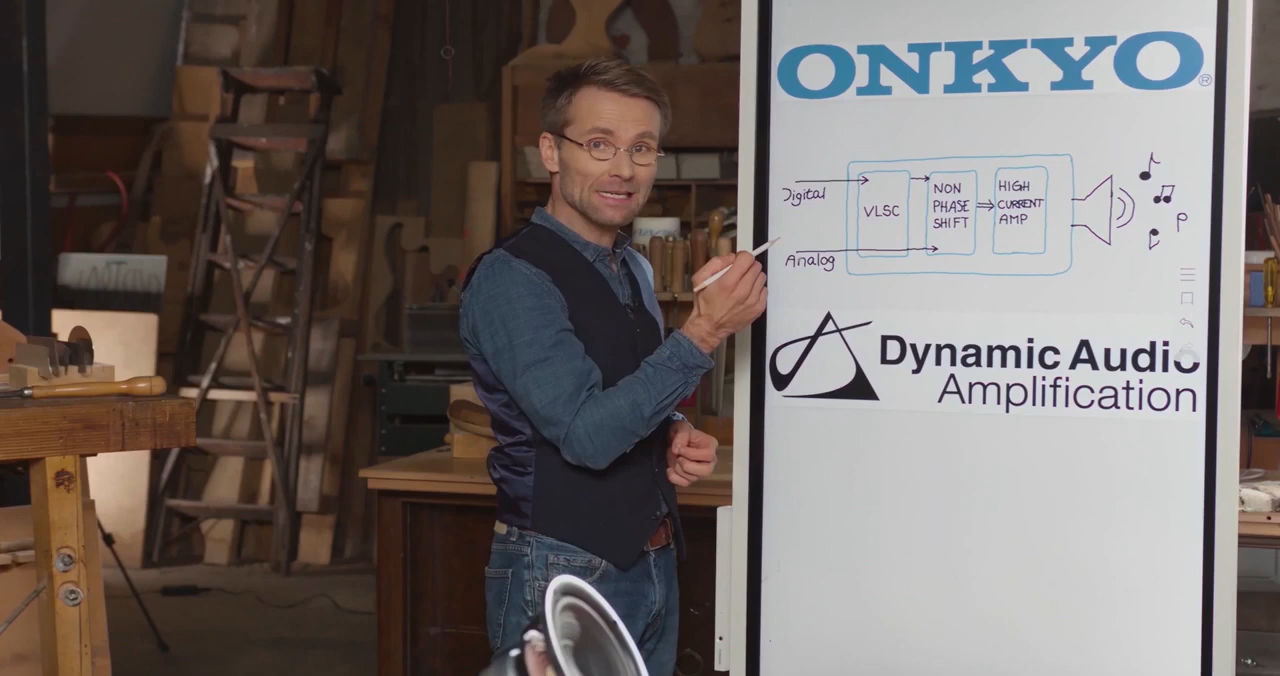 ONKYO®
Digital
VLSC
NON
PHASE
SHIFT
HIGH
CURRENT
AMP
Analog
Dynamic Audio
Amplification